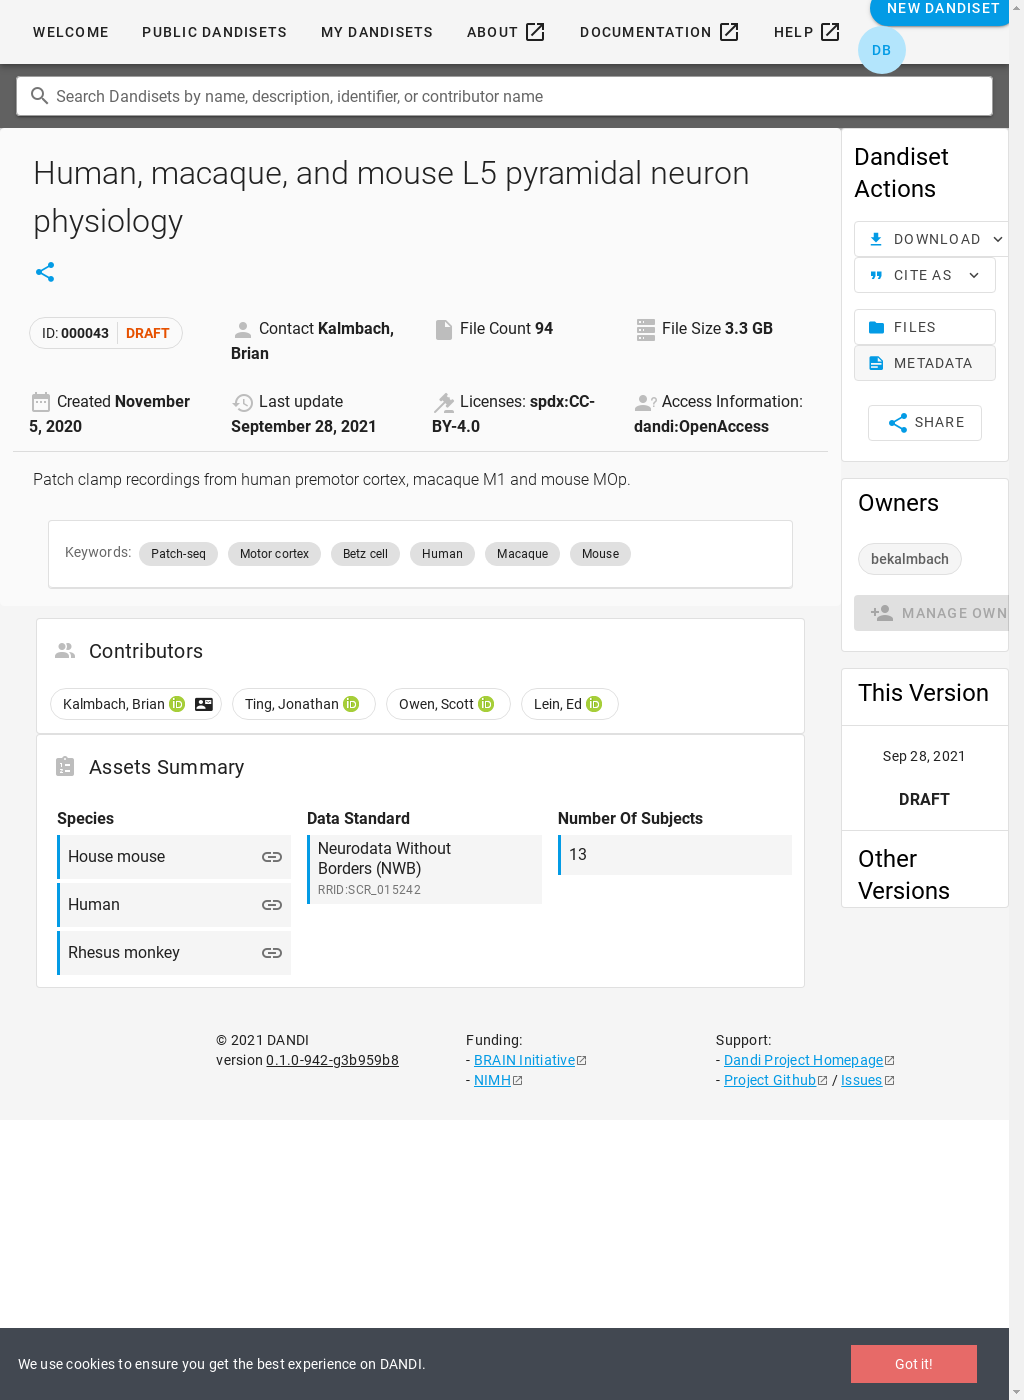 WELCOME PUBLIC DANDISETS MY DANDISETS ABOUT DOCUMENTATION HELP NEW DANDISET
DB
Search Dandisets by name, description, identifier, or contributor name
Human, macaque, and mouse L5 pyramidal neuron
physiology
ID: 000043 DRAFT
Contact Kalmbach,
Brian
File Count 94
File Size 3.3 GB
Created November
5, 2020
Last update
September 28, 2021
Licenses: spdx:CC-
BY-4.0
Access Information:
dandi:OpenAccess
Patch clamp recordings from human premotor cortex, macaque M1 and mouse MOp.
Keywords: Patch-seq Motor cortex Betz cell Human Macaque Mouse
Contributors
Kalmbach, Brian iD Ting, Jonathan iD Owen, Scott iD Lein, Ed iD
Assets Summary
Species
House mouse
Human
Rhesus monkey
Data Standard
Neurodata Without
Borders (NWB)
RRID:SCR_015242
Number Of Subjects
13
Dandiset
Actions
DOWNLOAD
CITE AS
FILES
METADATA
SHARE
Owners
bekalmbach
MANAGE OWN
This Version
Sep 28, 2021
DRAFT
Other
Versions
© 2021 DANDI
version 0.1.0-942-g3b959b8
Funding:
- BRAIN Initiative
- NIMH
Support:
- Dandi Project Homepage
- Project Github / Issues
We use cookies to ensure you get the best experience on DANDI.
Got it!